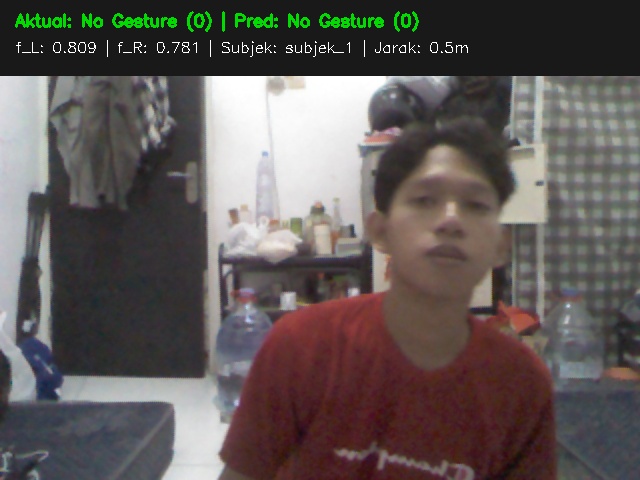 Aktual: No Gesture (0) | Pred: No Gesture (0)
f_L: 0.809 | f_R: 0.781 | Subjek: subjek_1 | Jarak: 0.5m
Champion